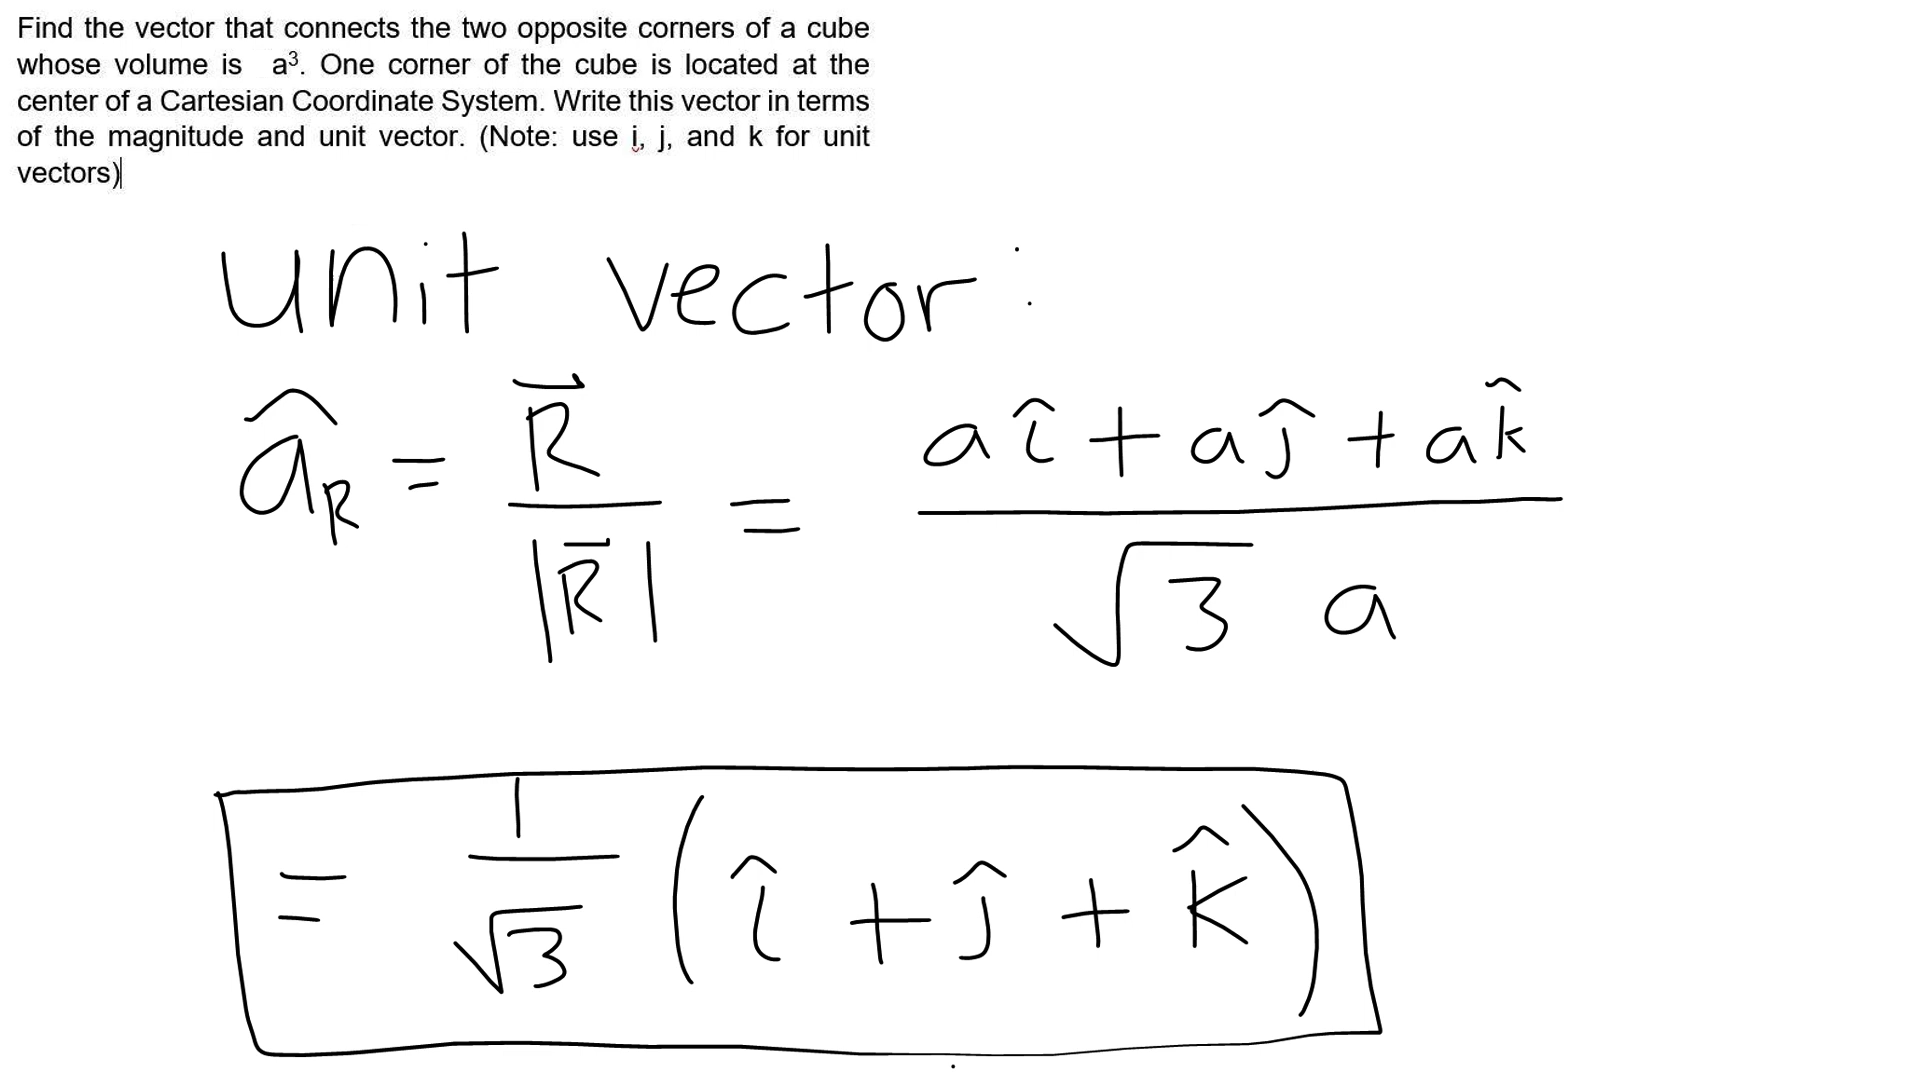 Find the vector that connects the two opposite corners of a cube
whose volume is a³. One corner of the cube is located at the
center of a Cartesian Coordinate System. Write this vector in terms
of the magnitude and unit vector. (Note: use i, j, and k for unit
vectors)
unit vector:
â_R = R⃗ / |R⃗| = (aî + aĵ + ak̂) / (√3 a)
= 1/√3 (î + ĵ + k̂)